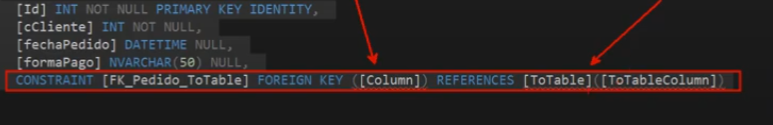 [Id] INT NOT NULL PRIMARY KEY IDENTITY,
[cCliente] INT NOT NULL,
[fechaPedido] DATETIME NULL,
[formaPago] NVARCHAR(50) NULL,
CONSTRAINT [FK_Pedido_ToTable] FOREIGN KEY ([Column]) REFERENCES [ToTable]([ToTableColumn])